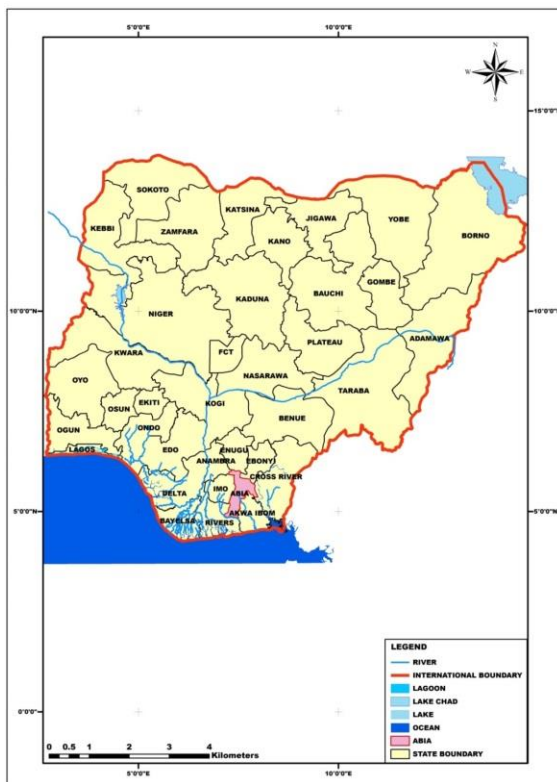 5°0'0"E 10°0'0"E
N
W E
S
15°0'0"N
SOKOTO
KATSINA
JIGAWA
YOBE
KEBBI
ZAMFARA
KANO
BORNO
GOMBE
BAUCHI
KADUNA
10°0'0"N 10°0'0"N
NIGER
ADAMAWA
PLATEAU
FCT
KWARA
NASARAWA
OYO
TARABA
KOGI
EKITI
OSUN
BENUE
ONDO
OGUN
EDO
ENUGU
LAGOS
ANAMBRA
EBONYI
CROSS RIVER
IMO
ABIA
DELTA
AKWA IBOM
5°0'0"N 5°0'0"N
BAYELSA
RIVERS
LEGEND
RIVER
INTERNATIONAL BOUNDARY
LAGOON
LAKE CHAD
LAKE
OCEAN
ABIA
STATE BOUNDARY
0°0'0" 0°0'0"N
0 0.5 1 2 3 4
Kilometers
5°0'0"E 10°0'0"E